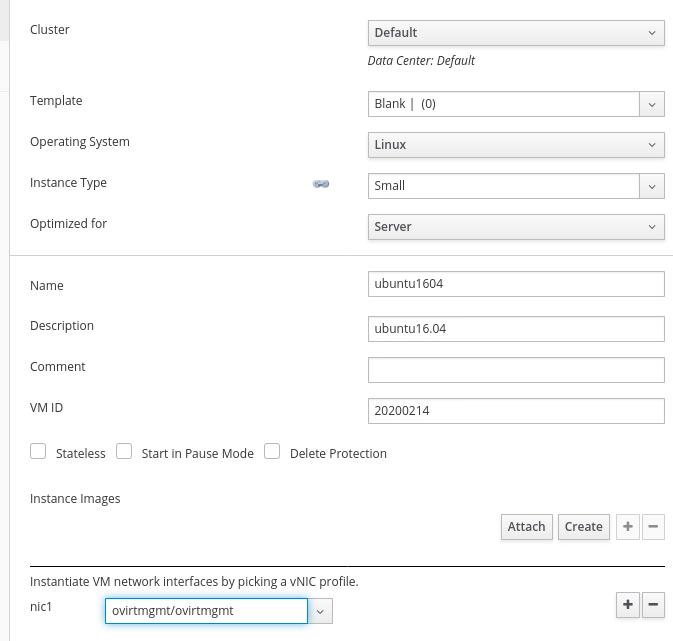 Cluster Default
Data Center: Default
Template Blank | (0)
Operating System Linux
Instance Type Small
Optimized for Server
Name ubuntu1604
Description ubuntu16.04
Comment
VM ID 20200214
Stateless Start in Pause Mode Delete Protection
Instance Images
Attach Create + −
Instantiate VM network interfaces by picking a vNIC profile.
nic1 ovirtmgmt/ovirtmgmt + −